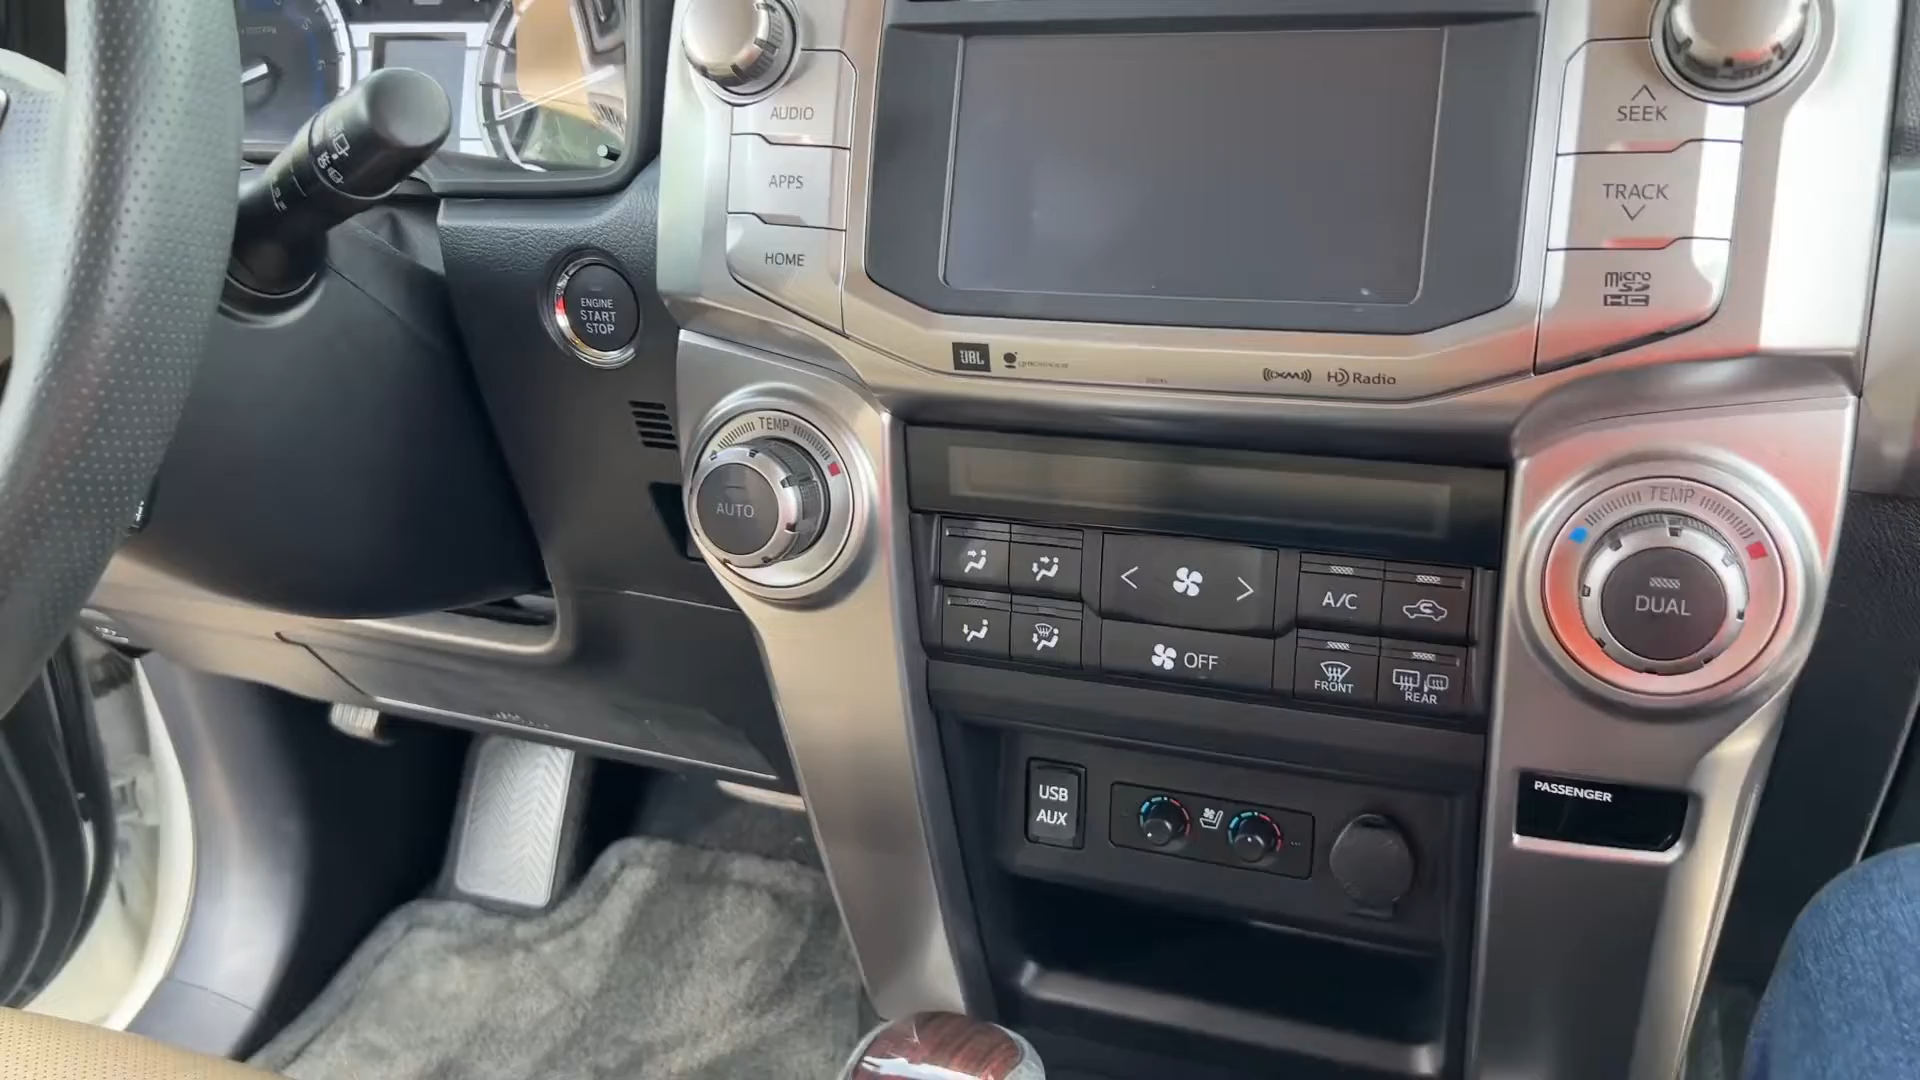 AUDIO
APPS
HOME
SEEK
TRACK
micro
SD
HC
ENGINE
START
STOP
JBL
((XM))
HD Radio
TEMP
AUTO
TEMP
DUAL
A/C
OFF
FRONT
REAR
USB
AUX
PASSENGER